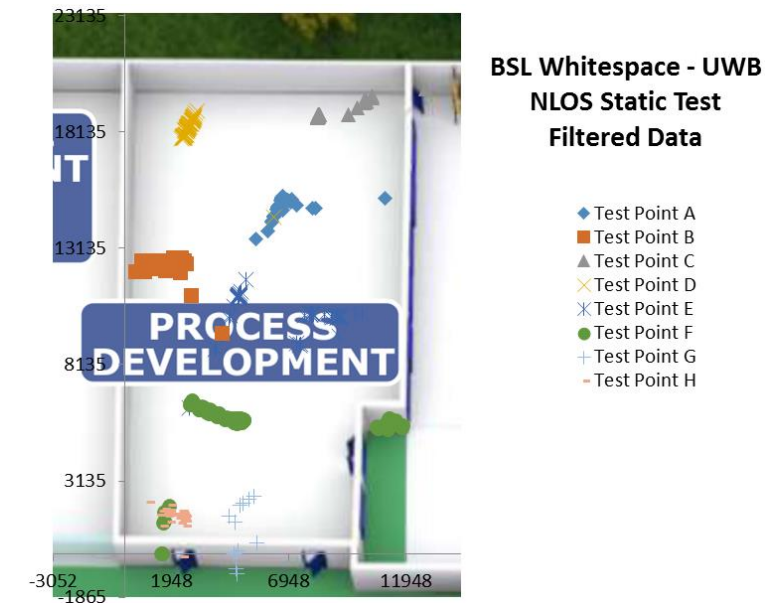 23135
18135
13135
8135
3135
-1865
-3052
1948
6948
11948
NT
PROCESS
DEVELOPMENT
BSL Whitespace - UWB
NLOS Static Test
Filtered Data
Test Point A
Test Point B
Test Point C
Test Point D
Test Point E
Test Point F
Test Point G
Test Point H